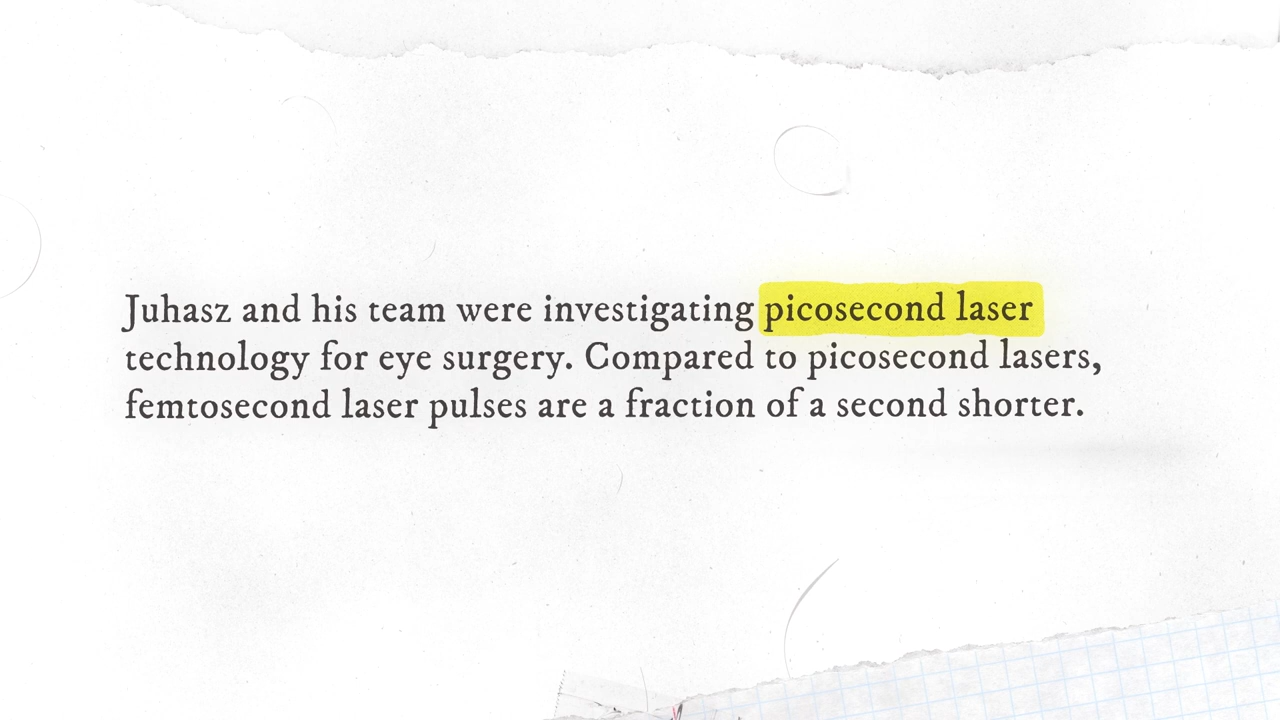 Juhasz and his team were investigating picosecond laser
technology for eye surgery. Compared to picosecond lasers,
femtosecond laser pulses are a fraction of a second shorter.